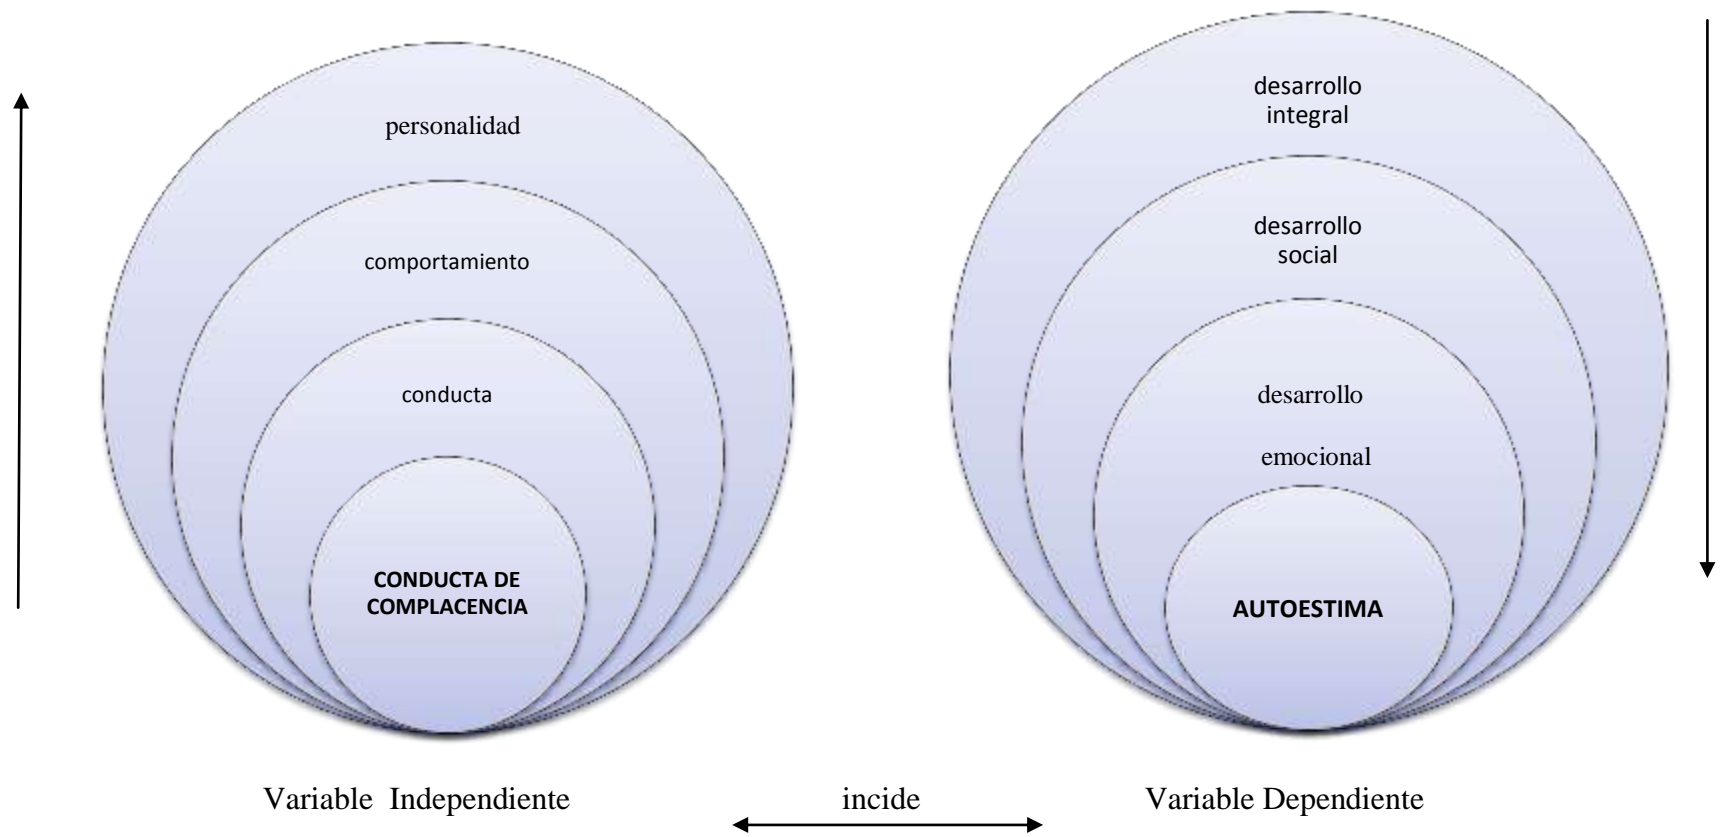 personalidad
comportamiento
conducta
CONDUCTA DE
COMPLACENCIA
desarrollo
integral
desarrollo
social
desarrollo
emocional
AUTOESTIMA
Variable Independiente
incide
Variable Dependiente